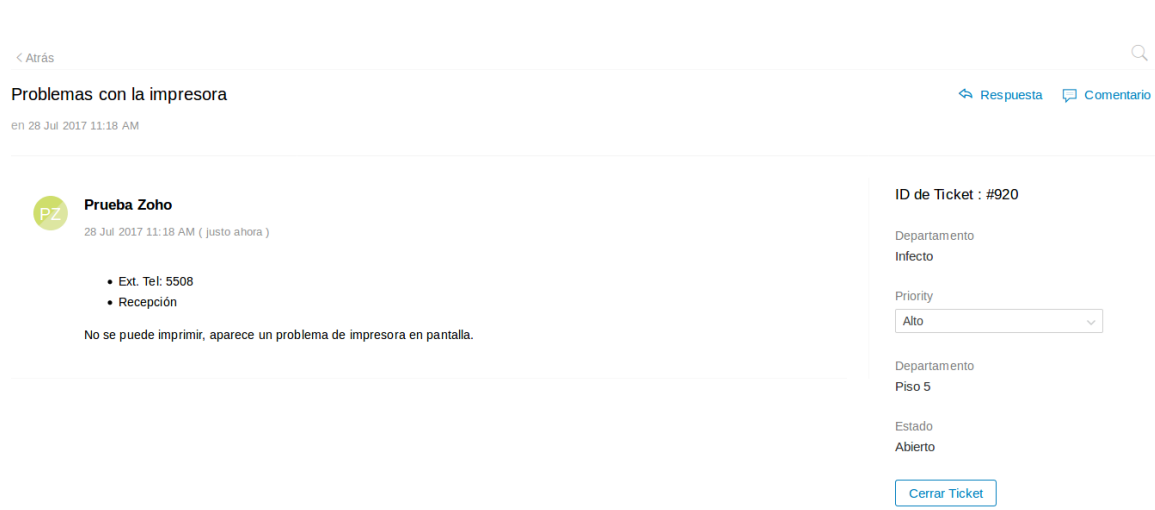 Atrás
Problemas con la impresora
Respuesta
Comentario
en 28 Jul 2017 11:18 AM
PZ
Prueba Zoho
28 Jul 2017 11:18 AM ( justo ahora )
Ext. Tel: 5508
Recepción
No se puede imprimir, aparece un problema de impresora en pantalla.
ID de Ticket : #920
Departamento
Infecto
Priority
Alto
Departamento
Piso 5
Estado
Abierto
Cerrar Ticket